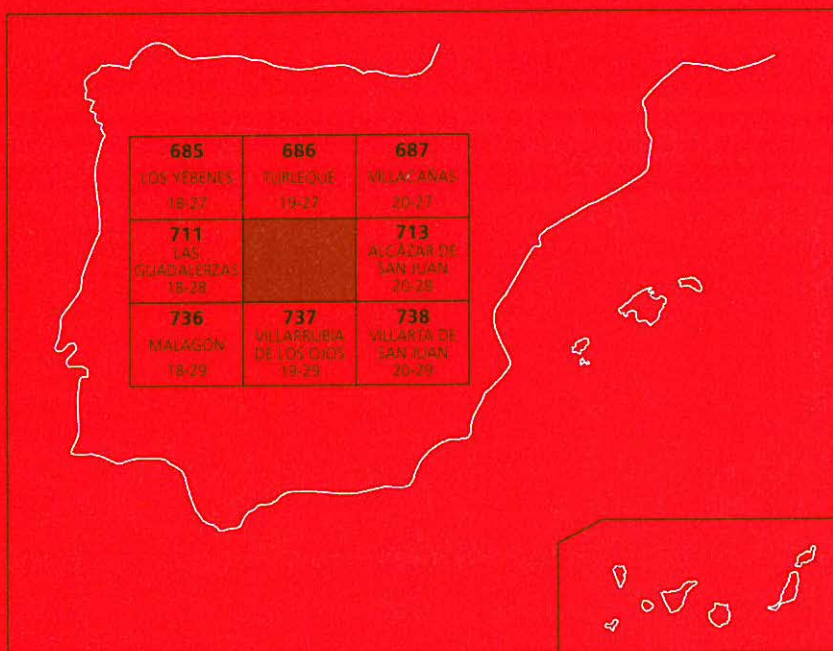 685
LOS YÉBENES
18-27
686
TURLEQUE
19-27
687
VILLACAÑAS
20-27
711
LAS
GUADALERZAS
18-28
713
ALCÁZAR DE
SAN JUAN
20-28
736
MALAGÓN
18-29
737
VILLARRUBIA
DE LOS OJOS
19-29
738
VILLARTA DE
SAN JUAN
20-29